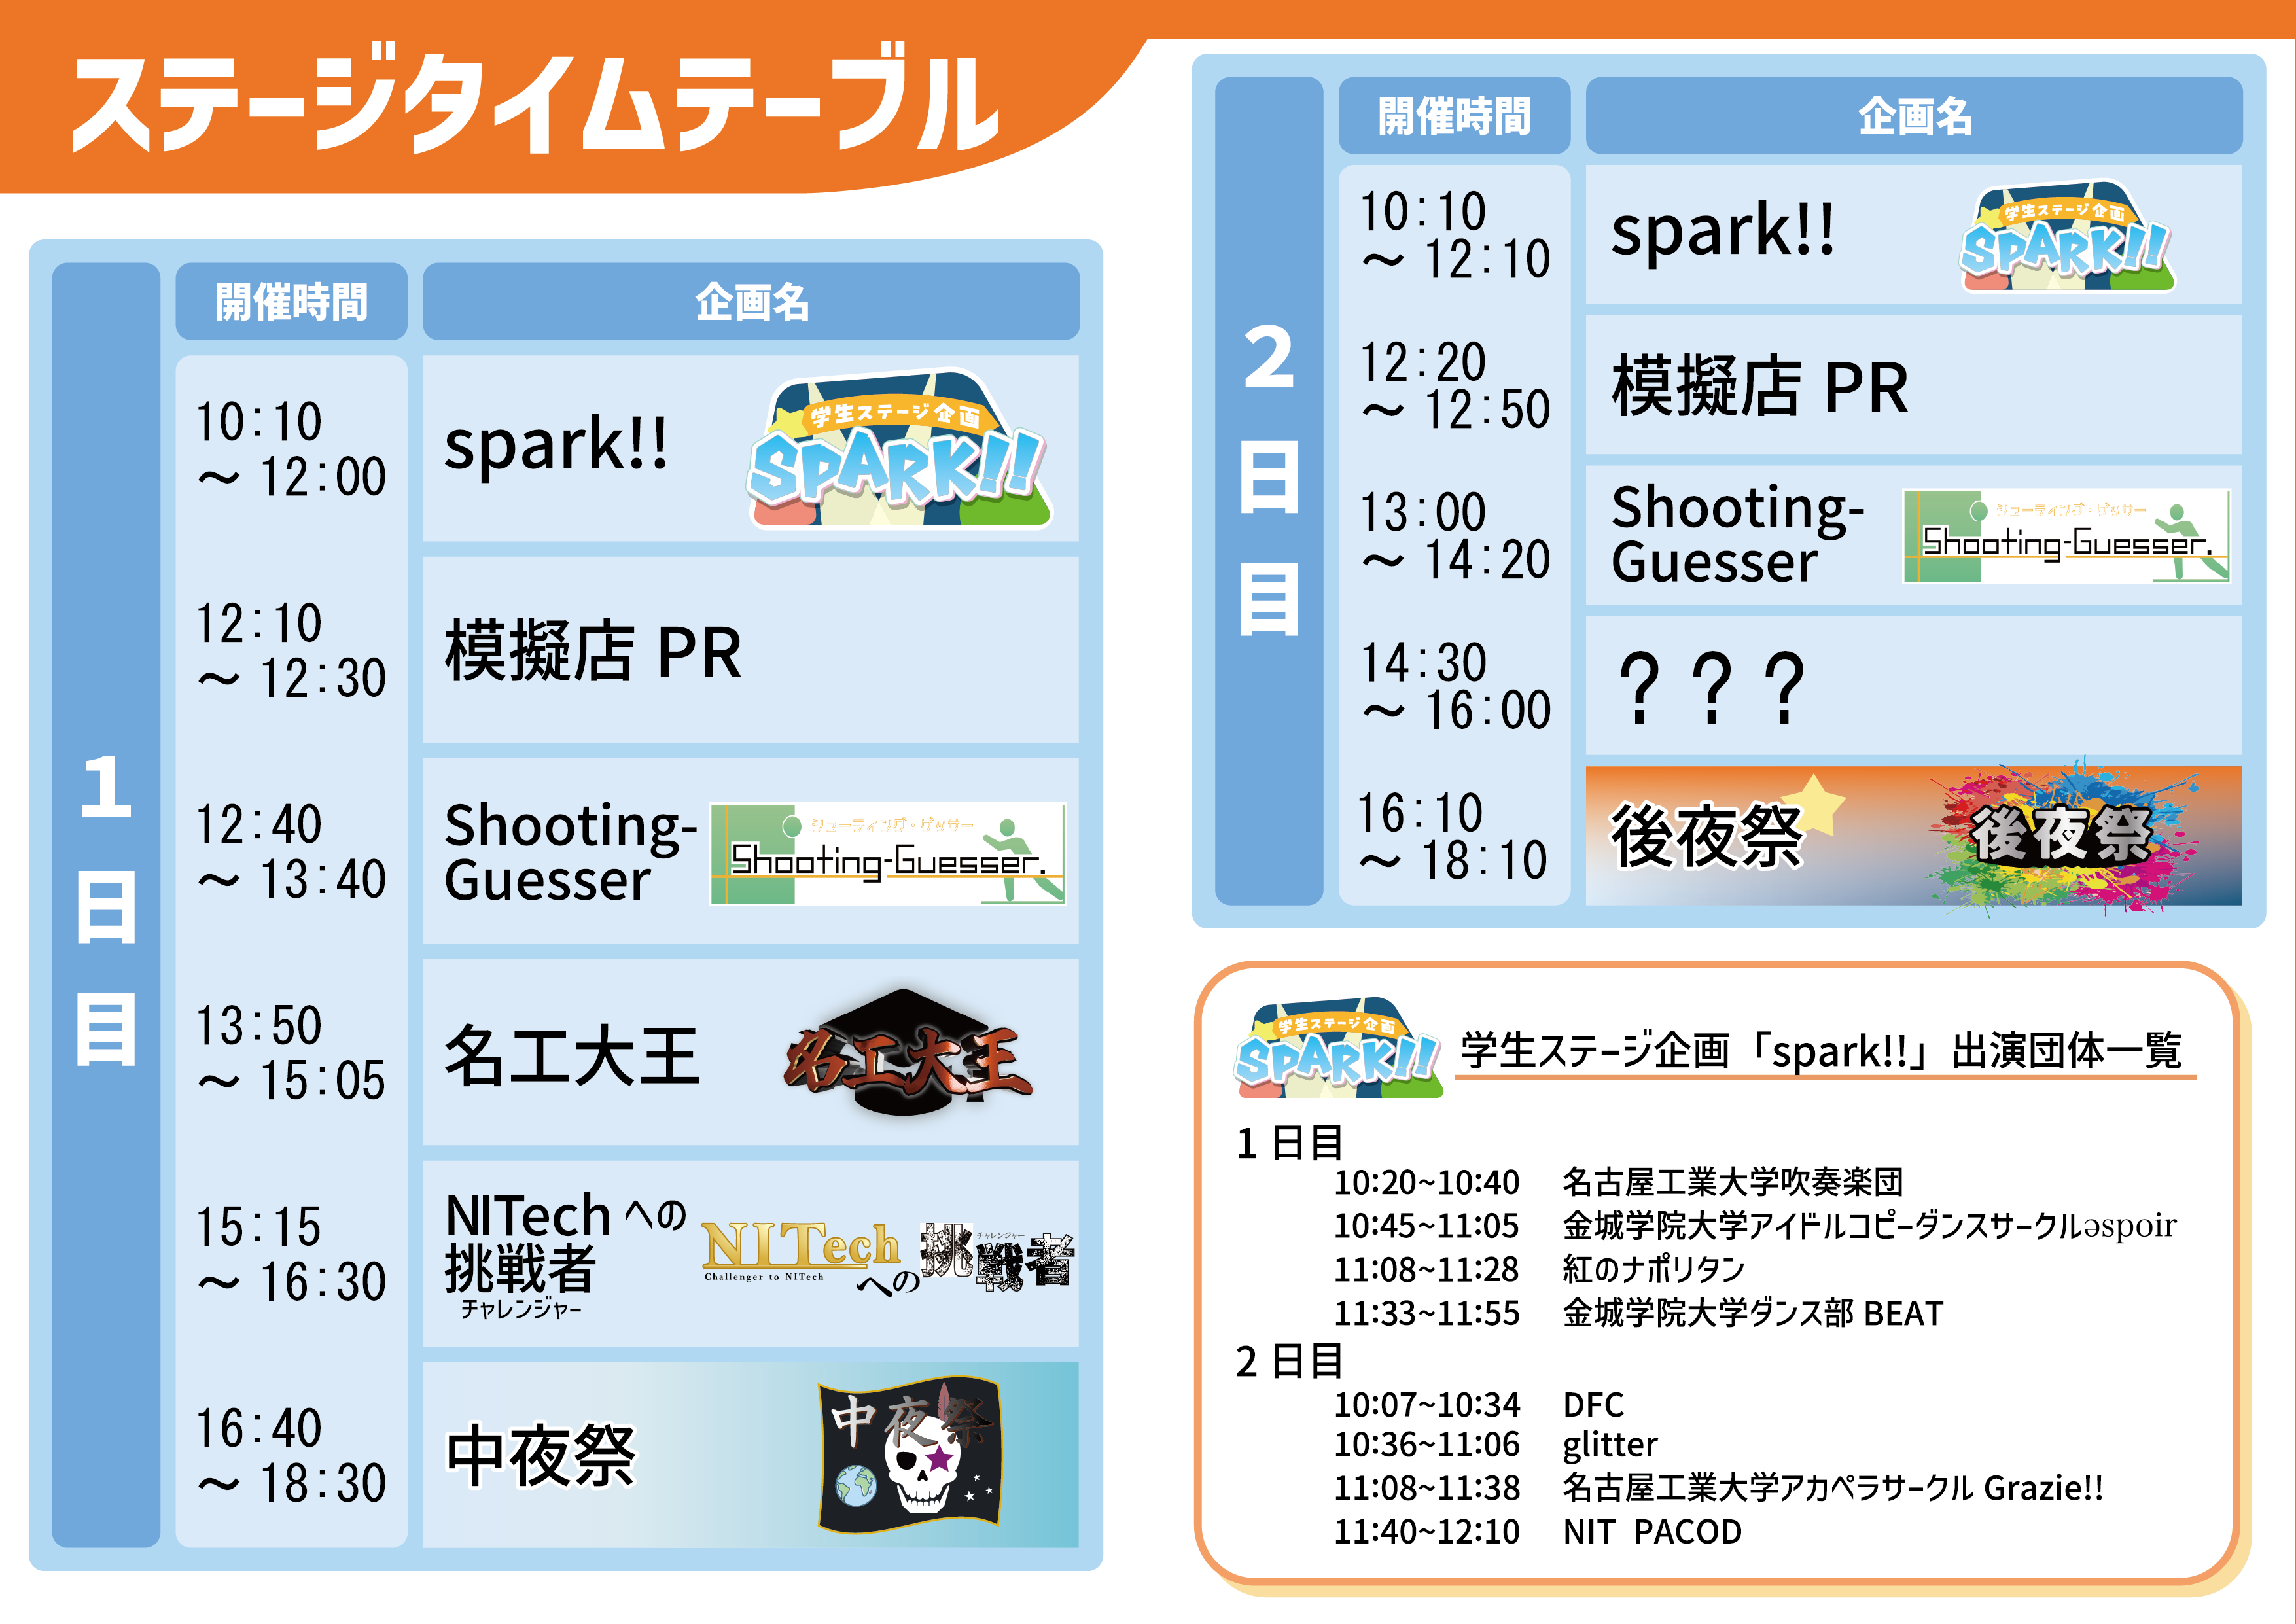 ステージタイムテーブル
1日目
開催時間
企画名
10:10
～ 12:00
spark!!
学生ステージ企画
SPARK!!
12:10
～ 12:30
模擬店 PR
12:40
～ 13:40
Shooting-
Guesser
シューティング・ゲッサー
Shooting-Guesser.
13:50
～ 15:05
名工大王
名工大王
15:15
～ 16:30
NITech への
挑戦者
チャレンジャー
NITech
Challenger to NITech
への
チャレンジャー
挑戦者
16:40
～ 18:30
中夜祭
中夜祭
2日目
開催時間
企画名
10:10
～ 12:10
spark!!
学生ステージ企画
SPARK!!
12:20
～ 12:50
模擬店 PR
13:00
～ 14:20
Shooting-
Guesser
シューティング・ゲッサー
Shooting-Guesser.
14:30
～ 16:00
？？？
16:10
～ 18:10
後夜祭
後夜祭
学生ステージ企画
SPARK!!
学生ステージ企画「spark!!」出演団体一覧
1 日目
10:20~10:40 名古屋工業大学吹奏楽団
10:45~11:05 金城学院大学アイドルコピーダンスサークルəspoir
11:08~11:28 紅のナポリタン
11:33~11:55 金城学院大学ダンス部 BEAT
2 日目
10:07~10:34 DFC
10:36~11:06 glitter
11:08~11:38 名古屋工業大学アカペラサークル Grazie!!
11:40~12:10 NIT PACOD